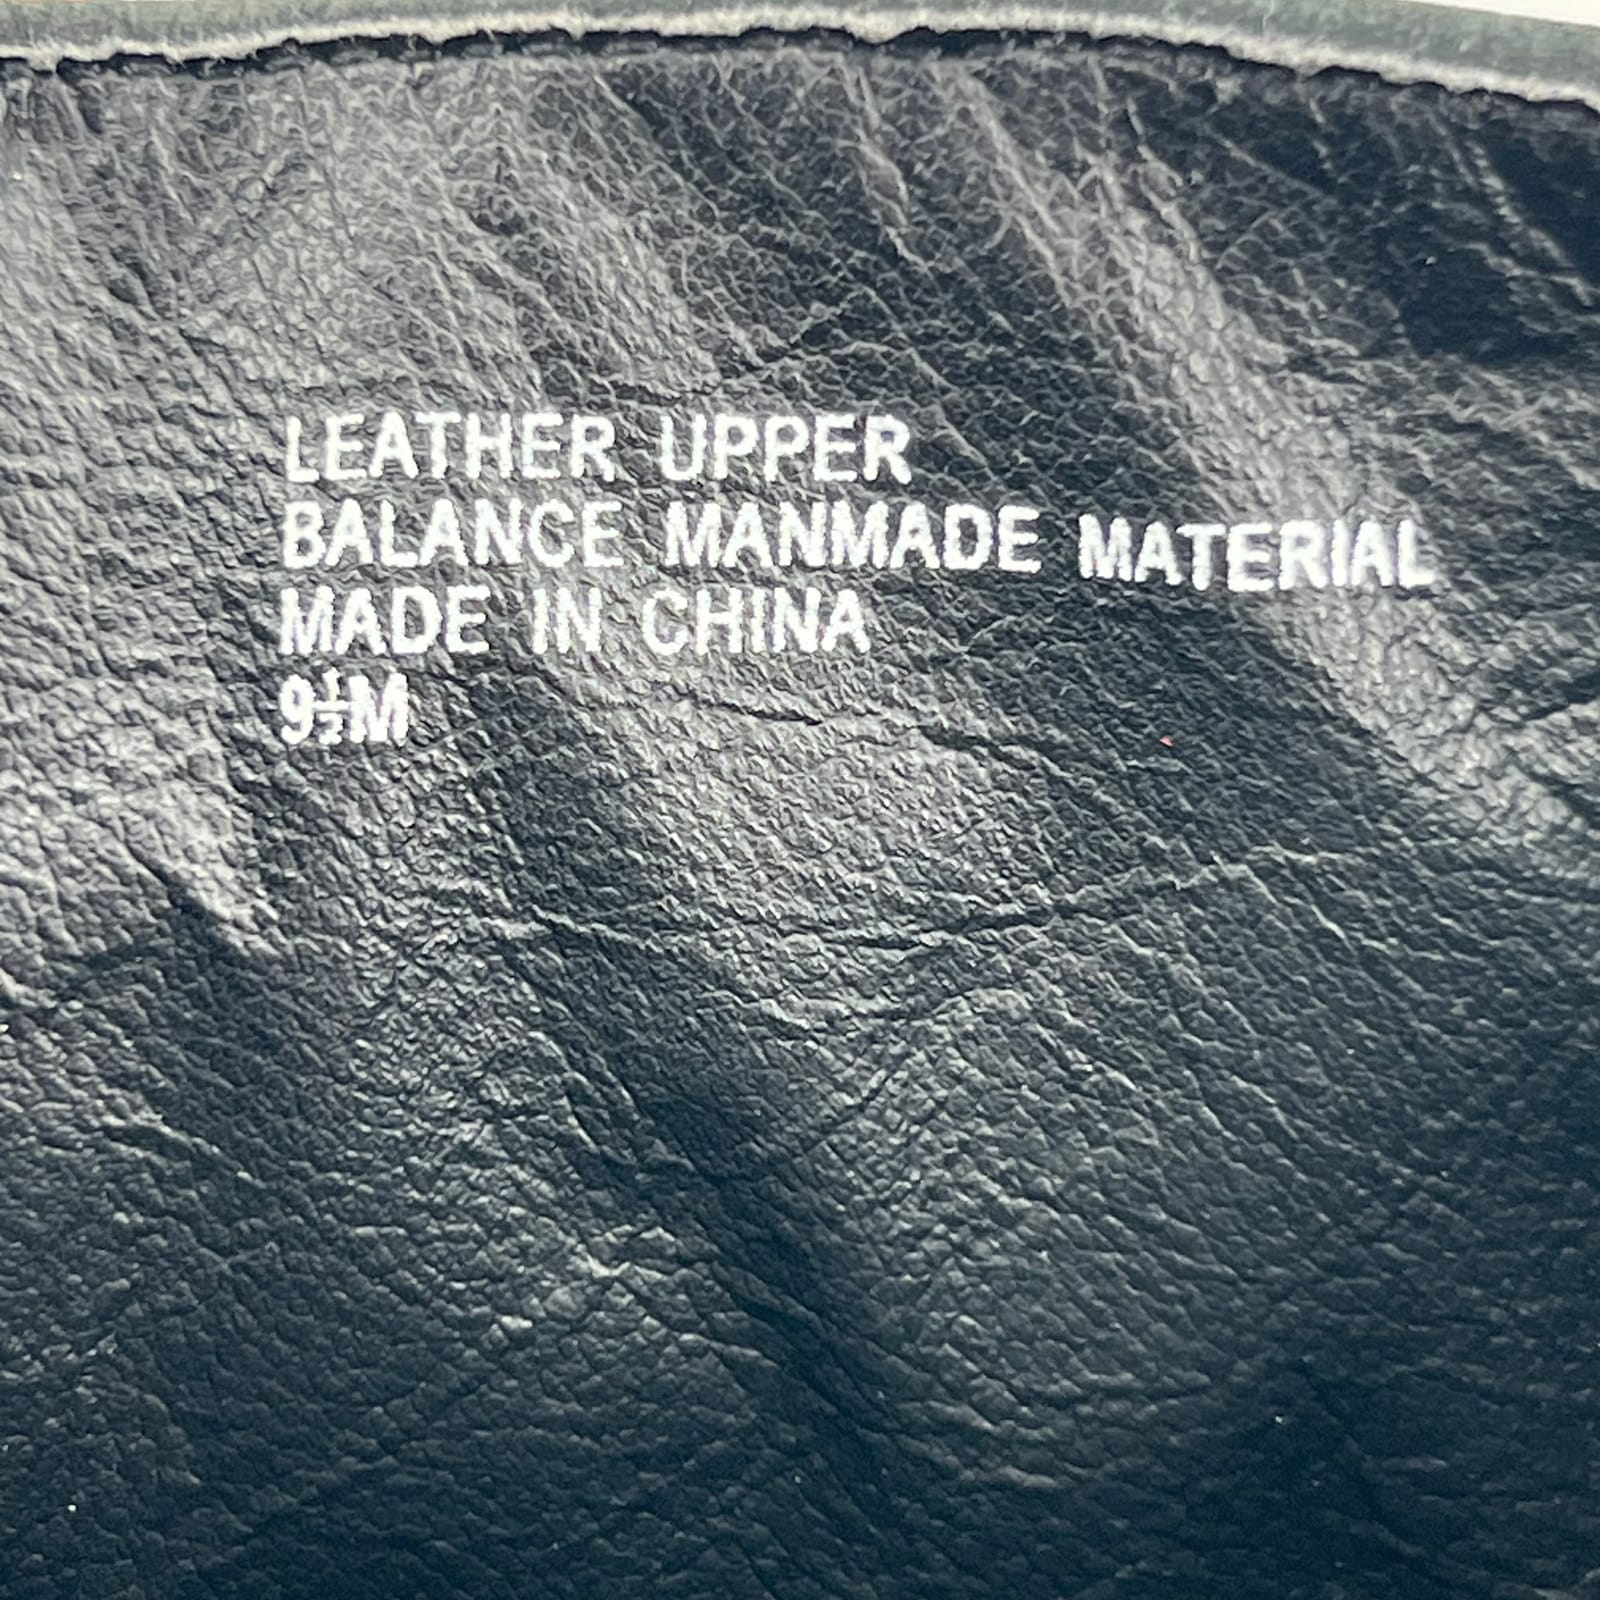 LEATHER UPPER
BALANCE MANMADE MATERIAL
MADE IN CHINA
9½M